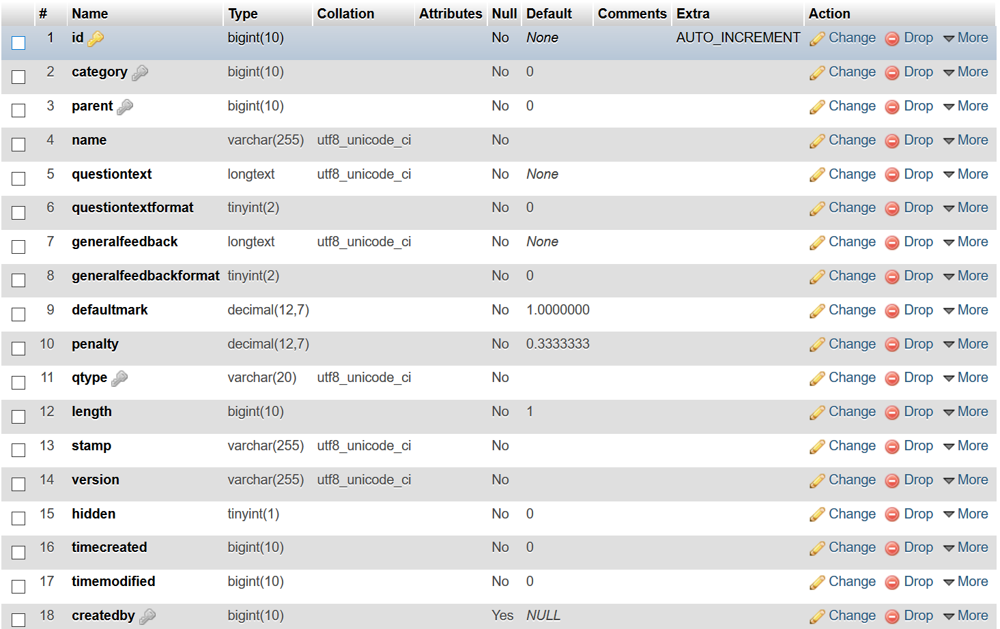 # Name Type Collation Attributes Null Default Comments Extra Action
1 id bigint(10) No None AUTO_INCREMENT Change Drop More
2 category bigint(10) No 0 Change Drop More
3 parent bigint(10) No 0 Change Drop More
4 name varchar(255) utf8_unicode_ci No Change Drop More
5 questiontext longtext utf8_unicode_ci No None Change Drop More
6 questiontextformat tinyint(2) No 0 Change Drop More
7 generalfeedback longtext utf8_unicode_ci No None Change Drop More
8 generalfeedbackformat tinyint(2) No 0 Change Drop More
9 defaultmark decimal(12,7) No 1.0000000 Change Drop More
10 penalty decimal(12,7) No 0.3333333 Change Drop More
11 qtype varchar(20) utf8_unicode_ci No Change Drop More
12 length bigint(10) No 1 Change Drop More
13 stamp varchar(255) utf8_unicode_ci No Change Drop More
14 version varchar(255) utf8_unicode_ci No Change Drop More
15 hidden tinyint(1) No 0 Change Drop More
16 timecreated bigint(10) No 0 Change Drop More
17 timemodified bigint(10) No 0 Change Drop More
18 createdby bigint(10) Yes NULL Change Drop More